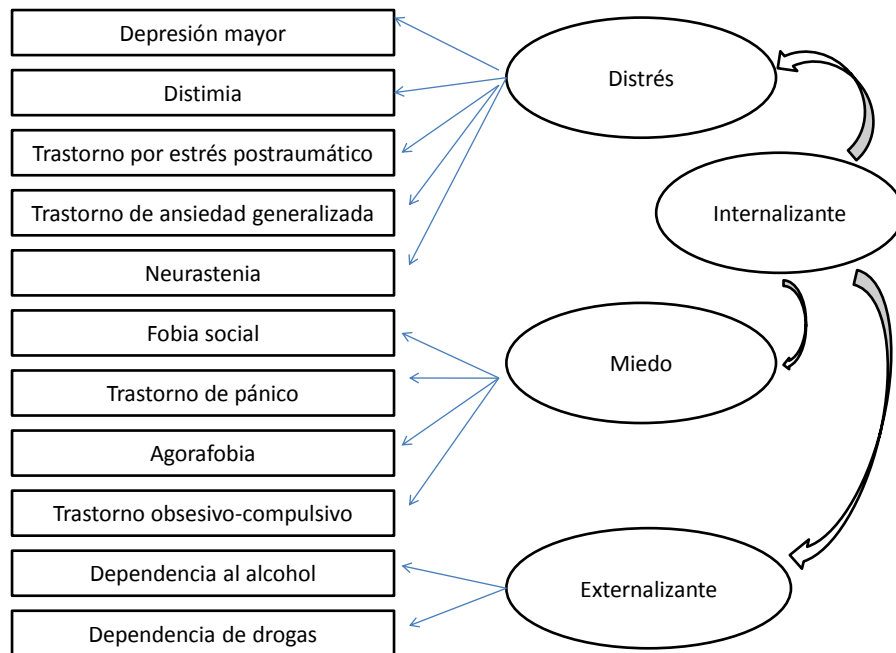 Depresión mayor
Distimia
Trastorno por estrés postraumático
Trastorno de ansiedad generalizada
Neurastenia
Fobia social
Trastorno de pánico
Agorafobia
Trastorno obsesivo-compulsivo
Dependencia al alcohol
Dependencia de drogas
Distrés
Internalizante
Miedo
Externalizante